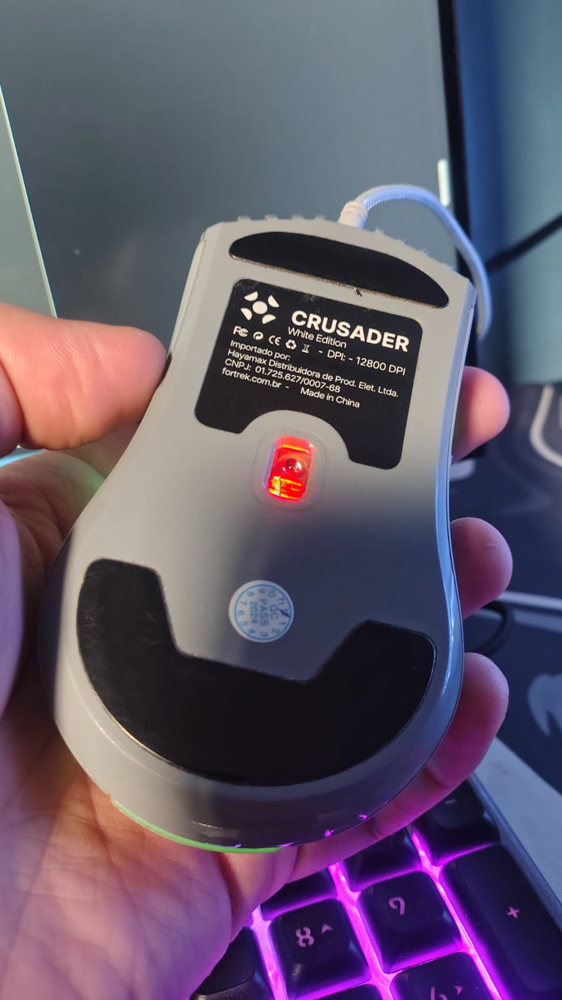 CRUSADER
White Edition
FC CE - DPI: - 12800 DPI
Importado por:
Hayamax Distribuidora de Prod. Elet. Ltda.
CNPJ: 01.725.627/0007-68
fortrek.com.br - Made in China
QC
PASS
2024
11 1 2 3 4 5 6 7 8 9 10
8
9
+
-
6